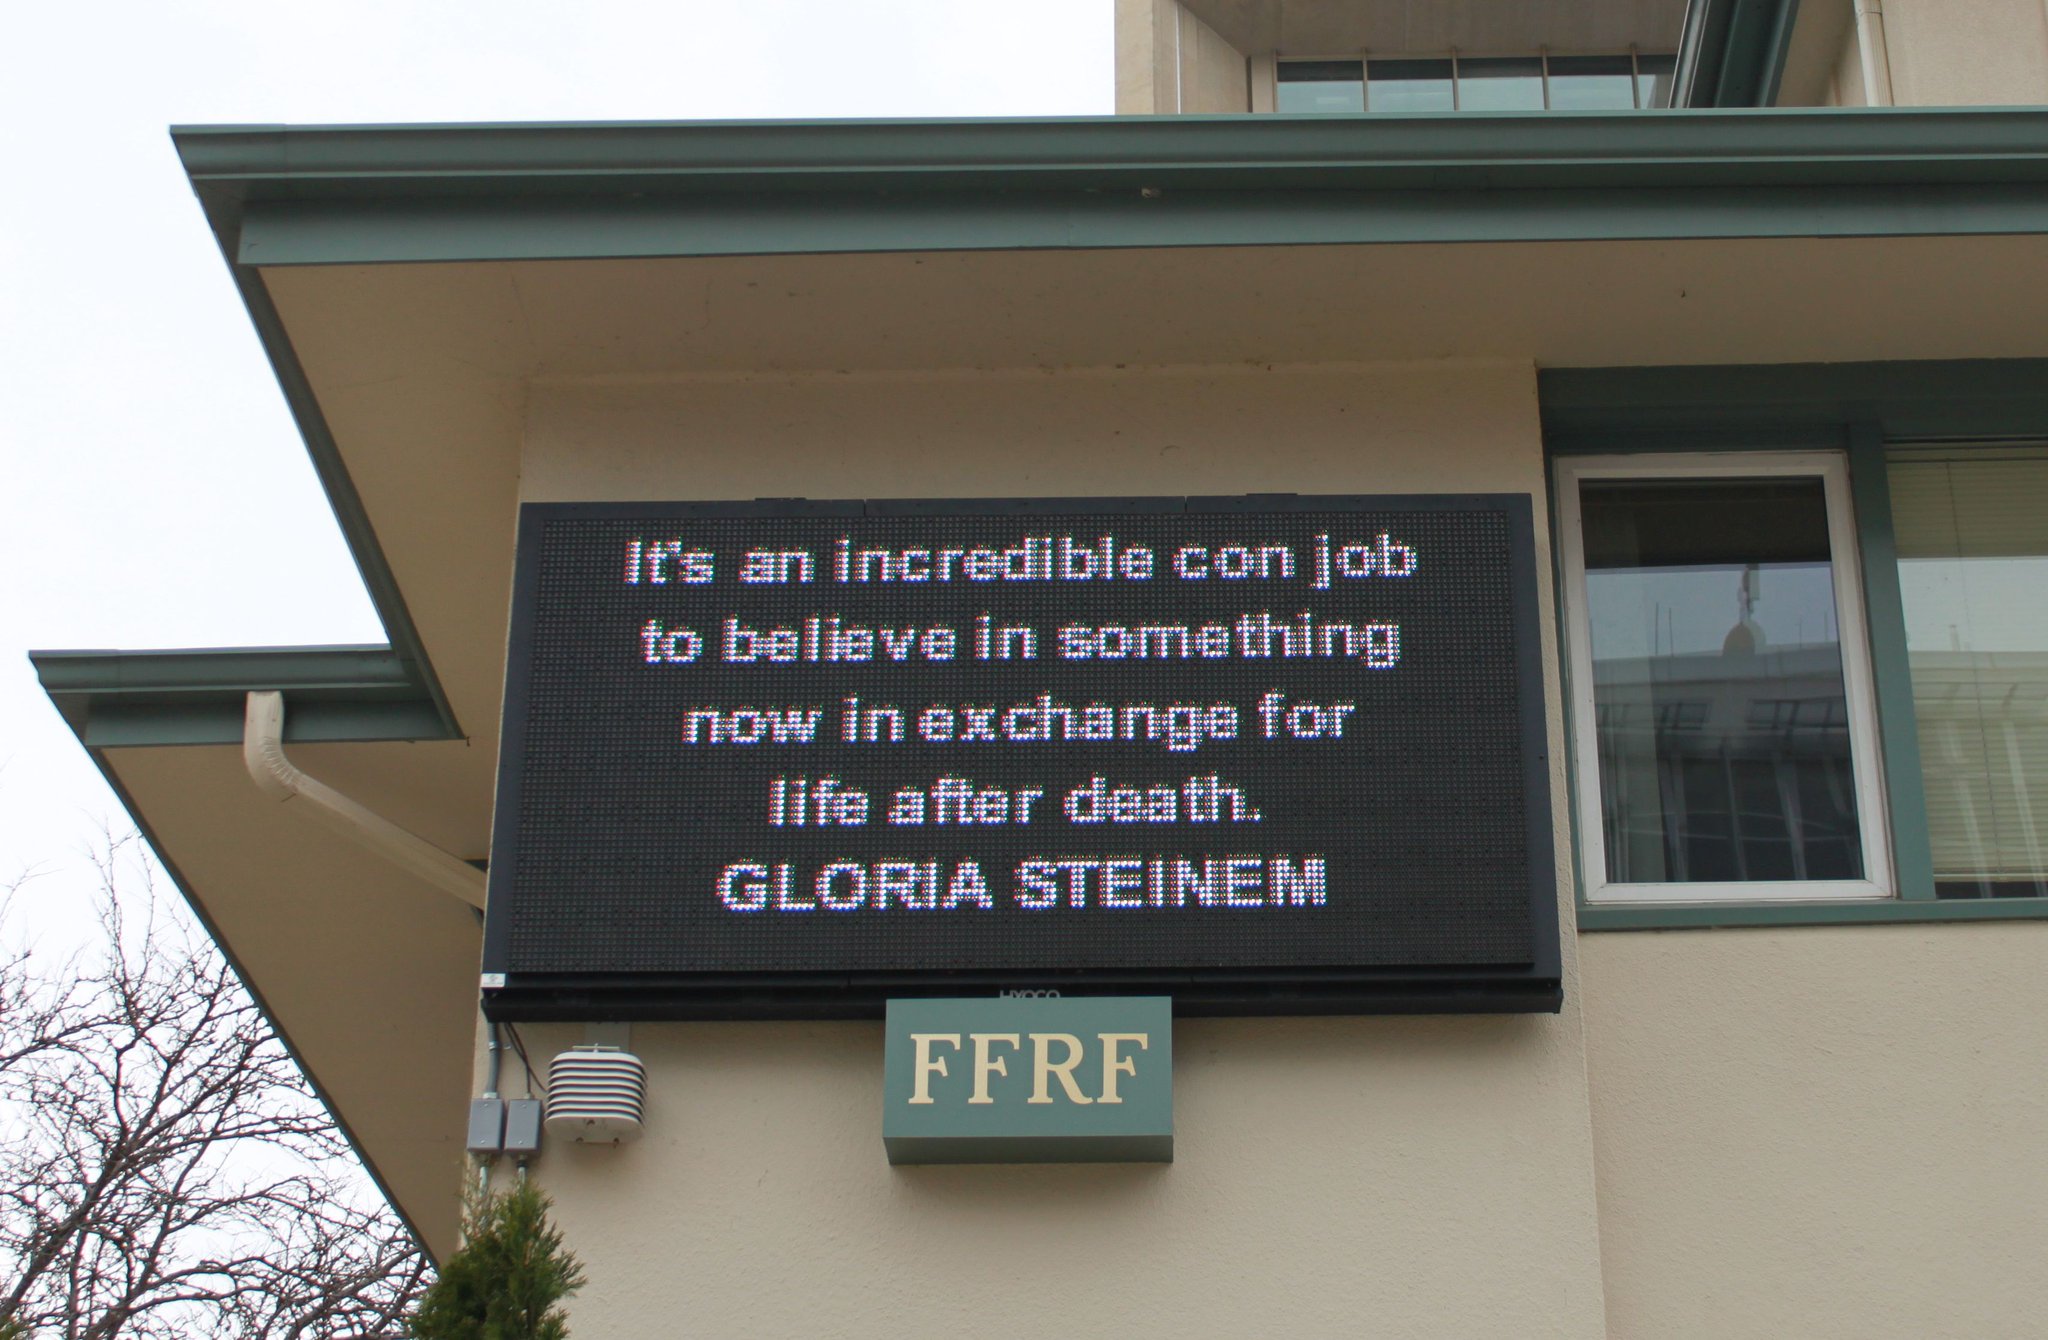 It's an incredible con job
to believe in something
now in exchange for
life after death.
GLORIA STEINEM
HYOCO
FFRF